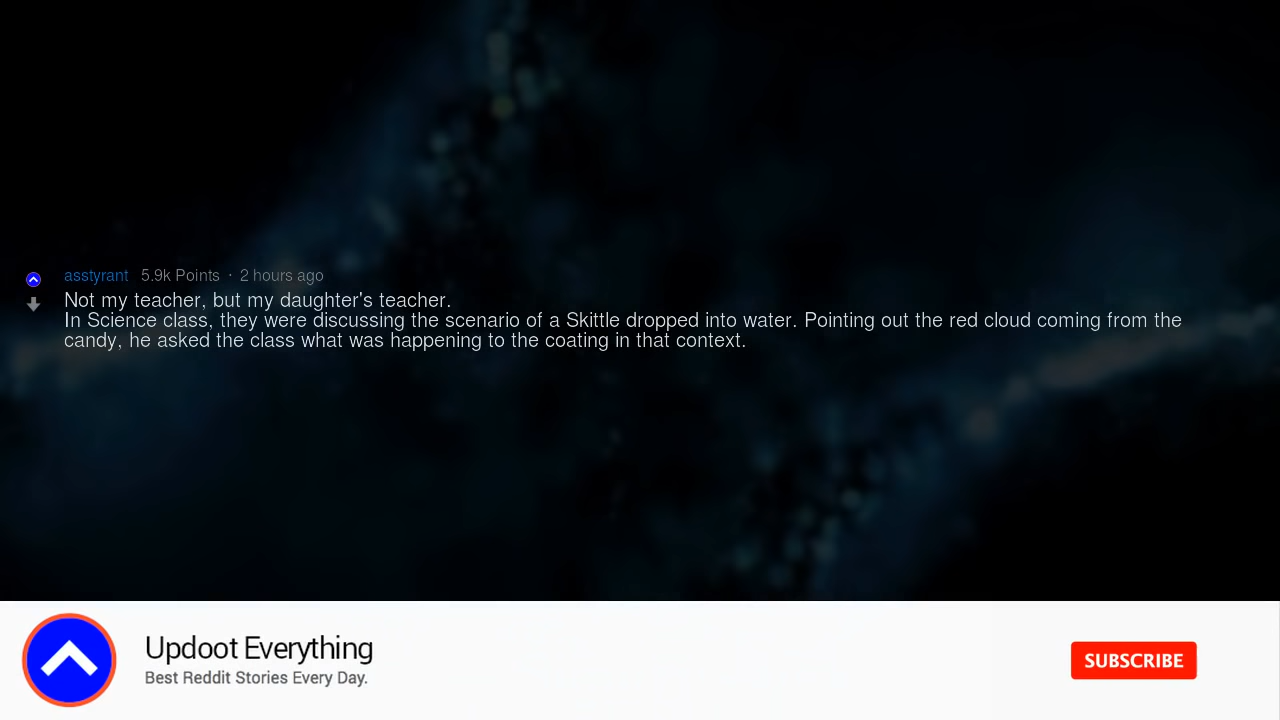 asstyrant 5.9k Points · 2 hours ago
Not my teacher, but my daughter's teacher.
In Science class, they were discussing the scenario of a Skittle dropped into water. Pointing out the red cloud coming from the
candy, he asked the class what was happening to the coating in that context.
Updoot Everything
SUBSCRIBE
Best Reddit Stories Every Day.